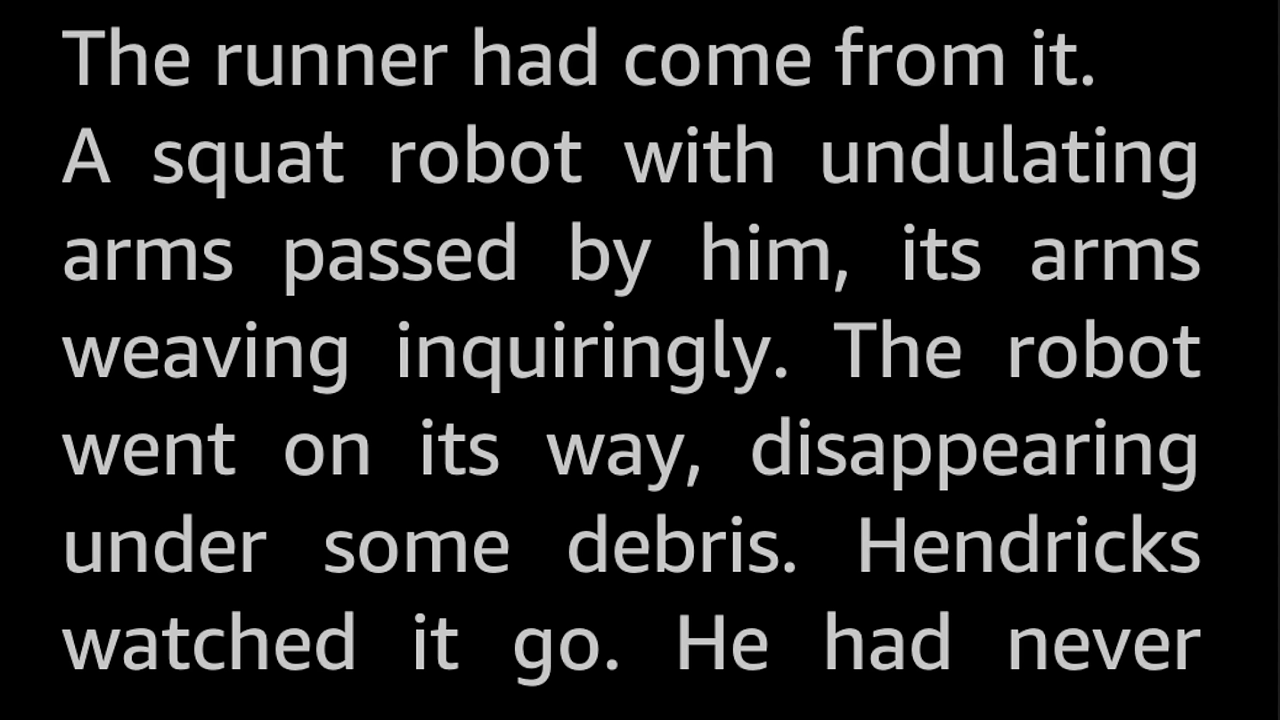 The runner had come from it.
A squat robot with undulating
arms passed by him, its arms
weaving inquiringly. The robot
went on its way, disappearing
under some debris. Hendricks
watched it go. He had never